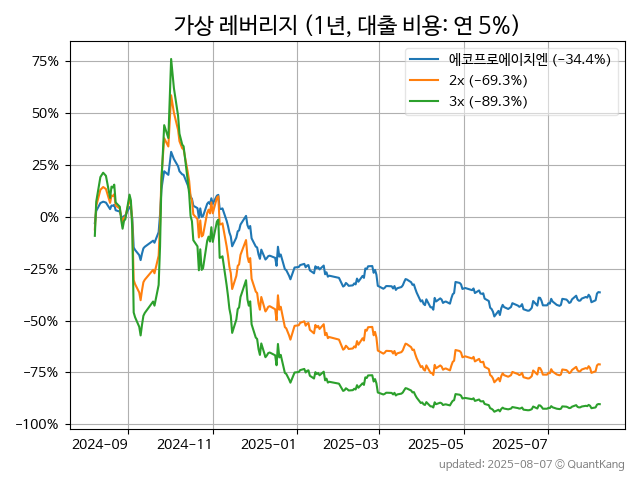 가상 레버리지 (1년, 대출 비용: 연 5%)
에코프로에이치엔 (−34.4%)
2x (−69.3%)
3x (−89.3%)
75%
50%
25%
0%
−25%
−50%
−75%
−100%
2024-09 2024-11 2025-01 2025-03 2025-05 2025-07
updated: 2025-08-07 © QuantKang